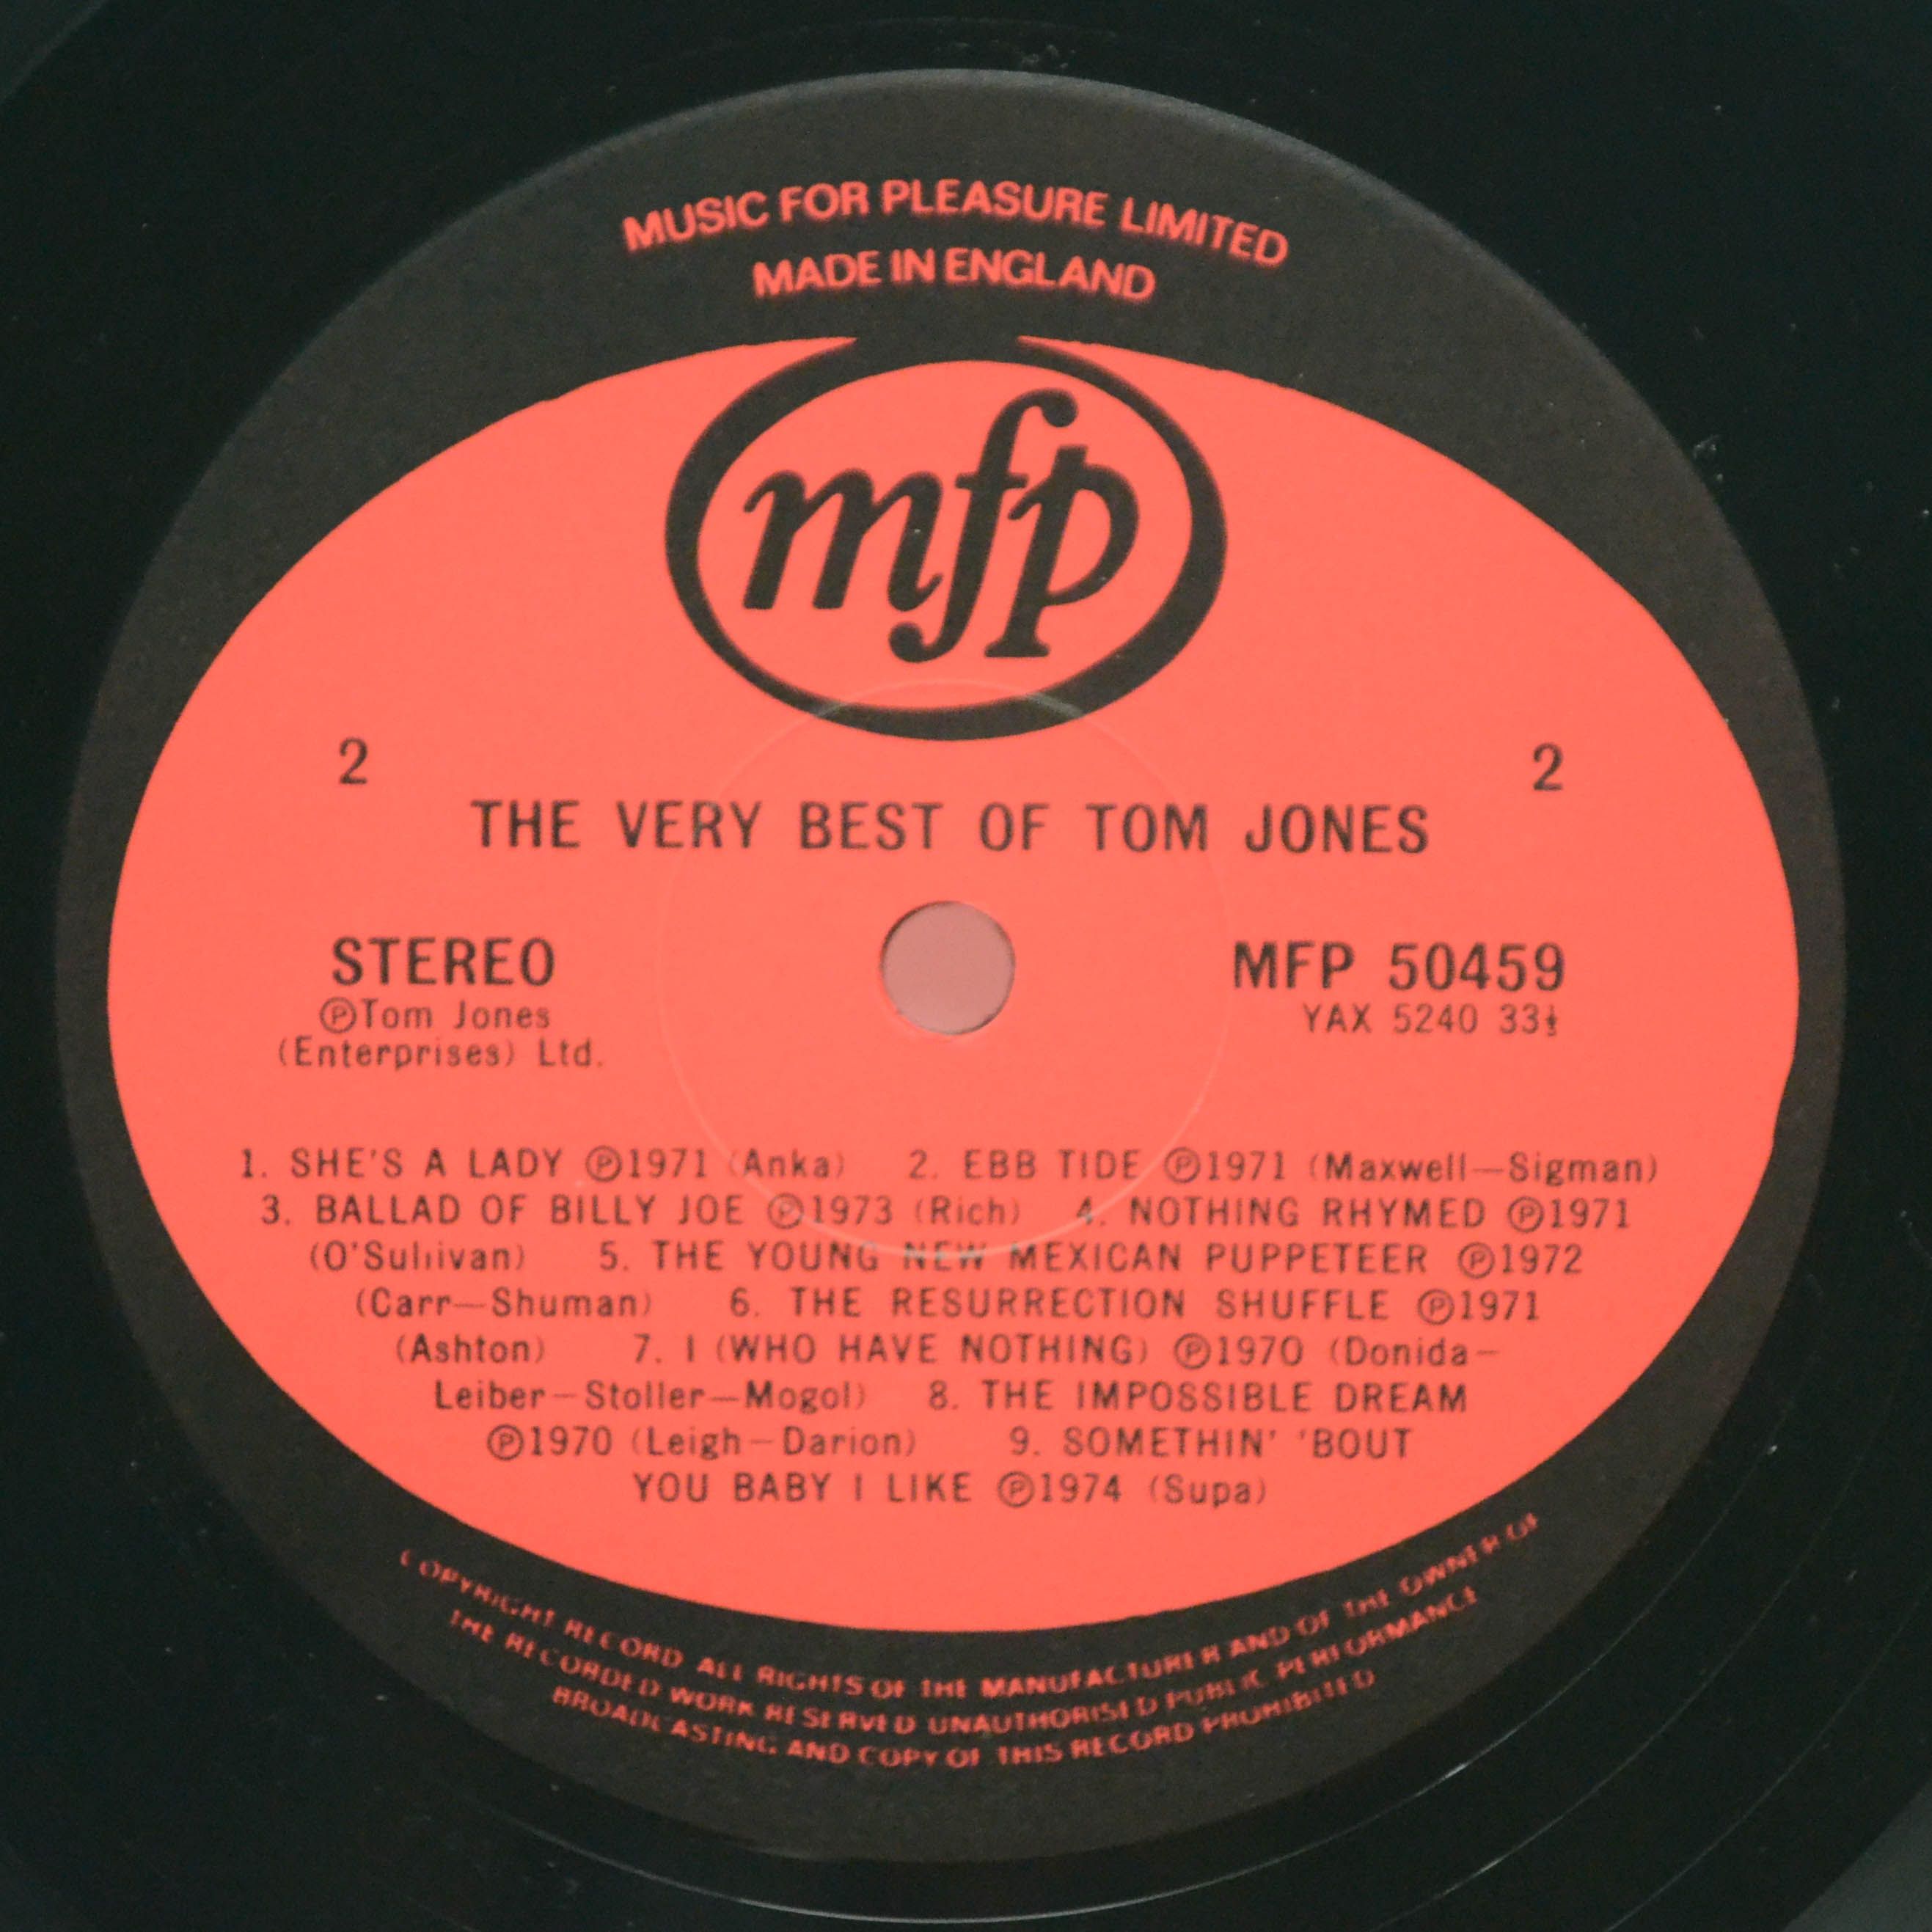 MUSIC FOR PLEASURE LIMITED
MADE IN ENGLAND
mfp
2 2
THE VERY BEST OF TOM JONES
STEREO MFP 50459
ⓅTom Jones YAX 5240 33⅓
(Enterprises) Ltd.
1. SHE'S A LADY Ⓟ1971 (Anka) 2. EBB TIDE Ⓟ1971 (Maxwell—Sigman)
3. BALLAD OF BILLY JOE Ⓟ1973 (Rich) 4. NOTHING RHYMED Ⓟ1971
(O'Sullivan) 5. THE YOUNG NEW MEXICAN PUPPETEER Ⓟ1972
(Carr—Shuman) 6. THE RESURRECTION SHUFFLE Ⓟ1971
(Ashton) 7. I (WHO HAVE NOTHING) Ⓟ1970 (Donida—
Leiber—Stoller—Mogol) 8. THE IMPOSSIBLE DREAM
Ⓟ1970 (Leigh—Darion) 9. SOMETHIN' 'BOUT
YOU BABY I LIKE Ⓟ1974 (Supa)
COPYRIGHT RECORD ALL RIGHTS OF THE MANUFACTURER AND OF THE OWNER OF
THE RECORDED WORK RESERVED UNAUTHORISED PUBLIC PERFORMANCE
BROADCASTING AND COPY OF THIS RECORD PROHIBITED